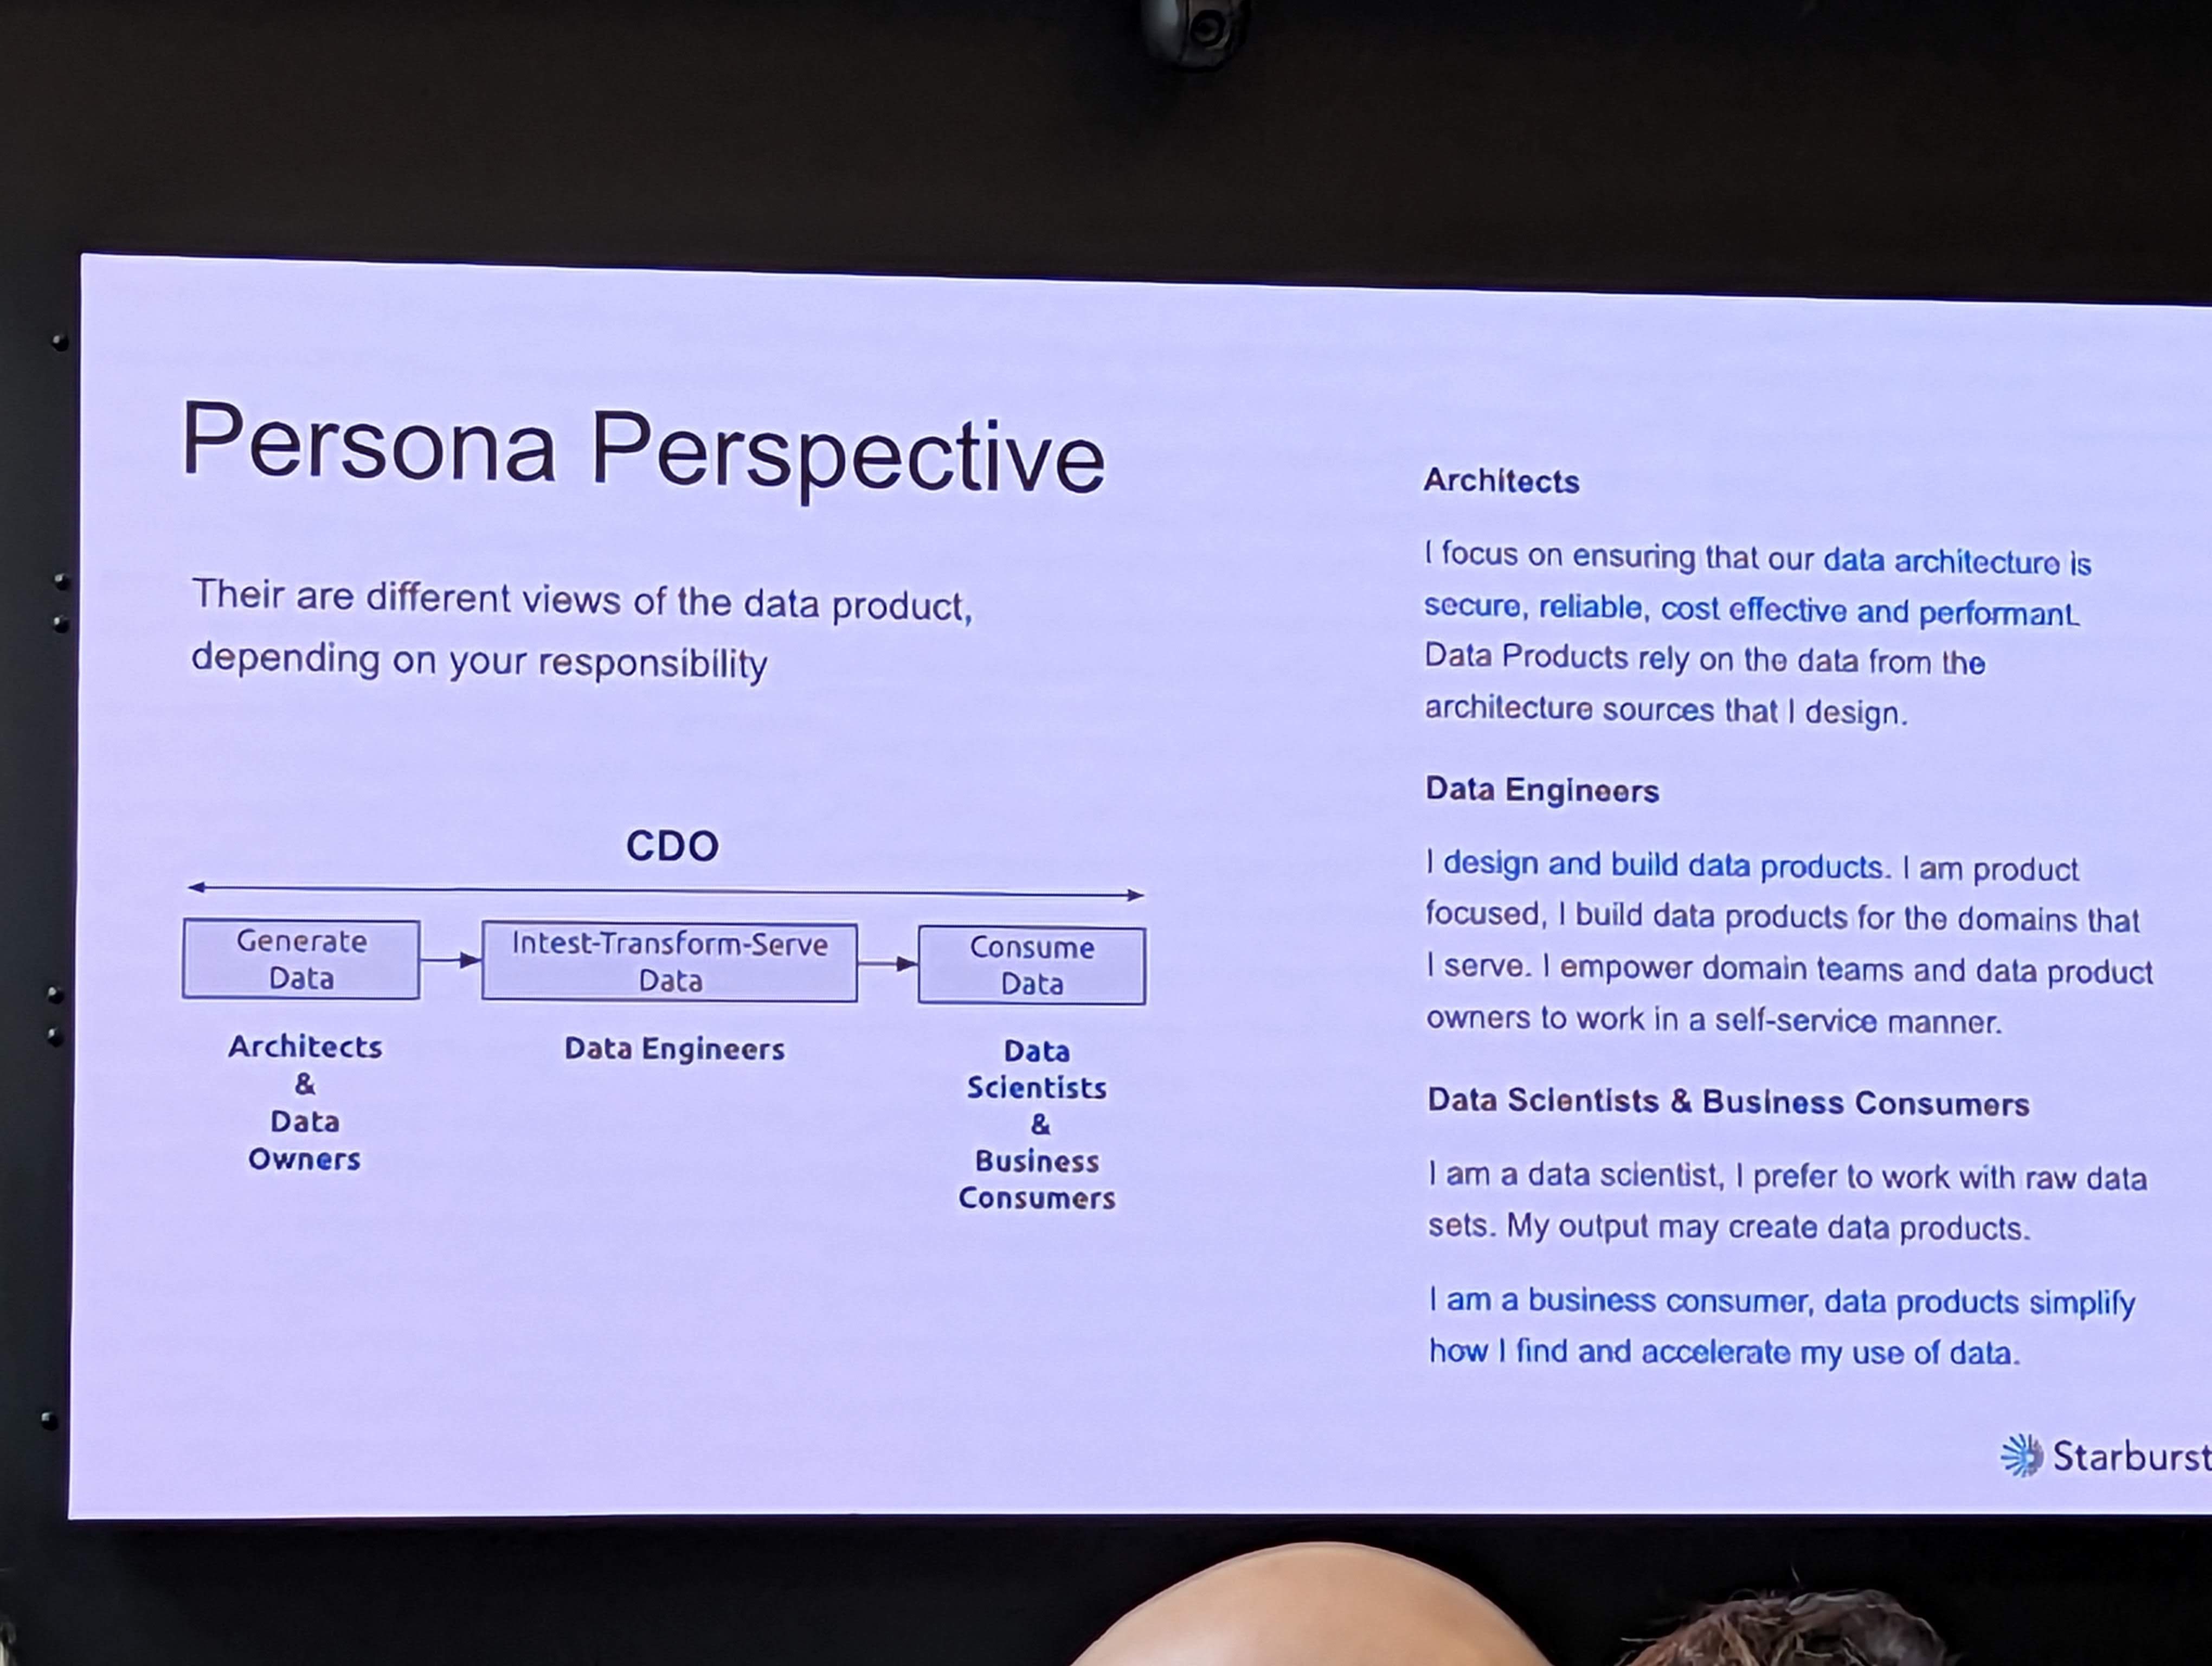 Persona Perspective
Their are different views of the data product,
depending on your responsibility
CDO
Generate
Data
Intest-Transform-Serve
Data
Consume
Data
Architects
&
Data
Owners
Data Engineers
Data
Scientists
&
Business
Consumers
Architects
I focus on ensuring that our data architecture is
secure, reliable, cost effective and performant.
Data Products rely on the data from the
architecture sources that I design.
Data Engineers
I design and build data products. I am product
focused, I build data products for the domains that
I serve. I empower domain teams and data product
owners to work in a self-service manner.
Data Scientists & Business Consumers
I am a data scientist, I prefer to work with raw data
sets. My output may create data products.
I am a business consumer, data products simplify
how I find and accelerate my use of data.
Starburst